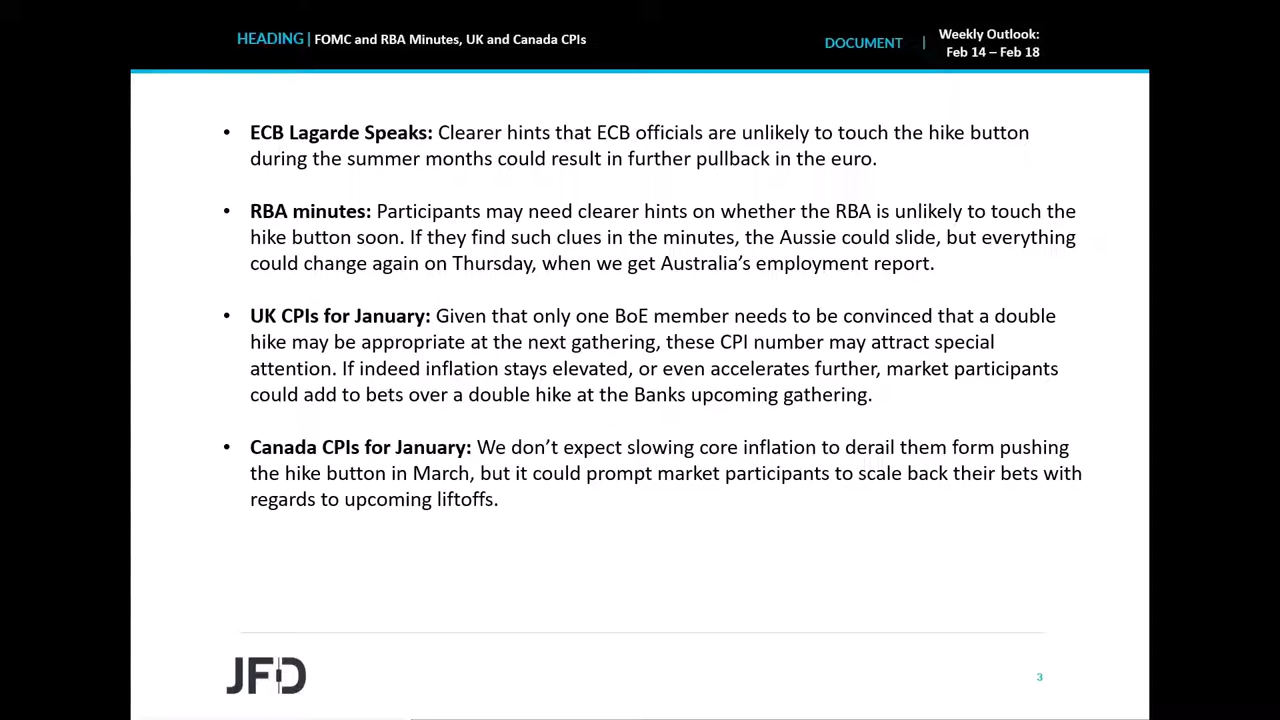 HEADING | FOMC and RBA Minutes, UK and Canada CPIs
DOCUMENT | Weekly Outlook:
Feb 14 – Feb 18
• ECB Lagarde Speaks: Clearer hints that ECB officials are unlikely to touch the hike button
during the summer months could result in further pullback in the euro.
• RBA minutes: Participants may need clearer hints on whether the RBA is unlikely to touch the
hike button soon. If they find such clues in the minutes, the Aussie could slide, but everything
could change again on Thursday, when we get Australia’s employment report.
• UK CPIs for January: Given that only one BoE member needs to be convinced that a double
hike may be appropriate at the next gathering, these CPI number may attract special
attention. If indeed inflation stays elevated, or even accelerates further, market participants
could add to bets over a double hike at the Banks upcoming gathering.
• Canada CPIs for January: We don’t expect slowing core inflation to derail them form pushing
the hike button in March, but it could prompt market participants to scale back their bets with
regards to upcoming liftoffs.
JFD
3